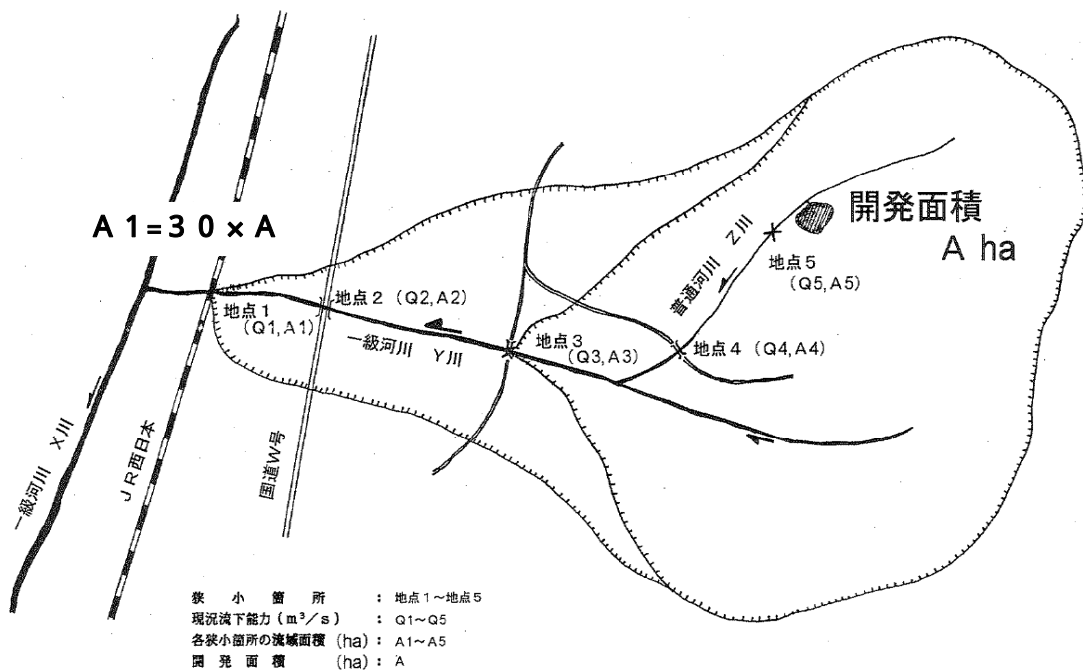 A1=30×A
開発面積
A ha
普通河川 Z川
地点5
(Q5,A5)
地点2 (Q2,A2)
地点1
(Q1,A1)
一級河川 Y川
地点3
(Q3,A3)
地点4 (Q4,A4)
一級河川 X川
JR西日本
国道W号
狭小箇所 : 地点1~地点5
現況流下能力(m³/s) : Q1~Q5
各狭小箇所の流域面積 (ha) : A1~A5
開発面積 (ha) : A